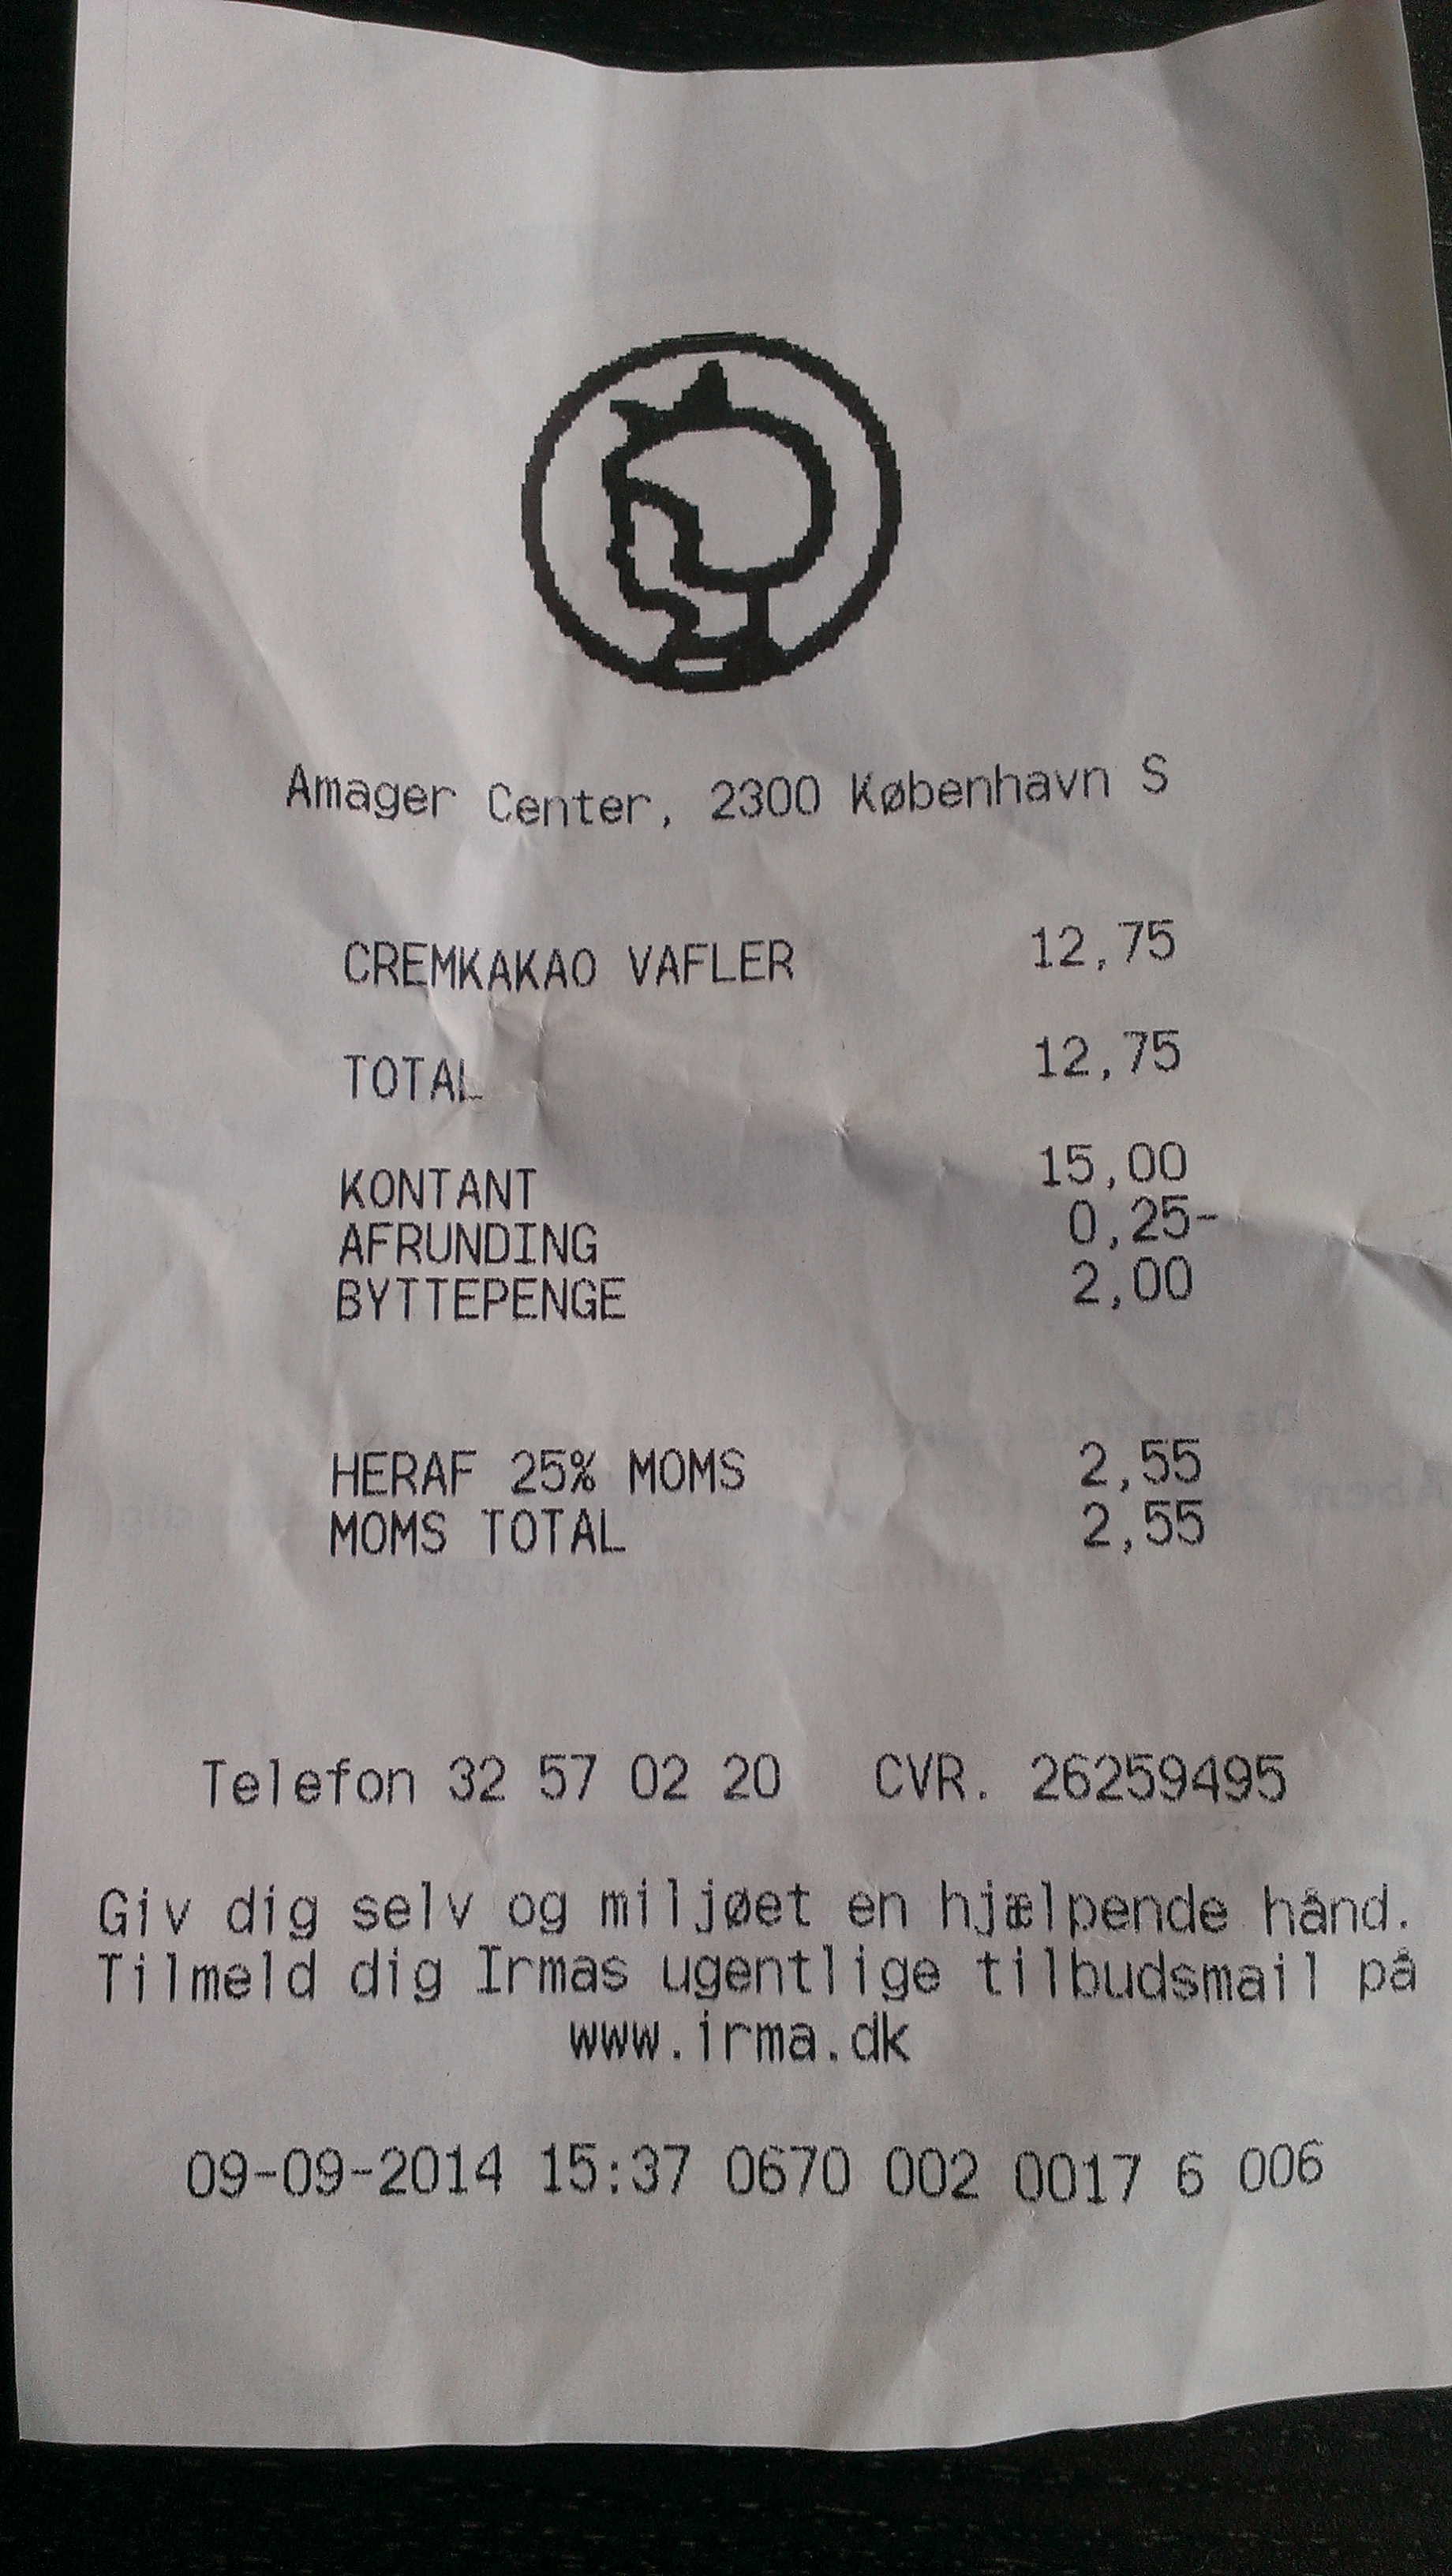 Amager Center, 2300 København S
CREMKAKAO VAFLER 12,75
TOTAL 12,75
KONTANT 15,00
AFRUNDING 0,25-
BYTTEPENGE 2,00
HERAF 25% MOMS 2,55
MOMS TOTAL 2,55
Telefon 32 57 02 20 CVR. 26259495
Giv dig selv og miljøet en hjælpende hånd.
Tilmeld dig Irmas ugentlige tilbudsmail på
www.irma.dk
09-09-2014 15:37 0670 002 0017 6 006